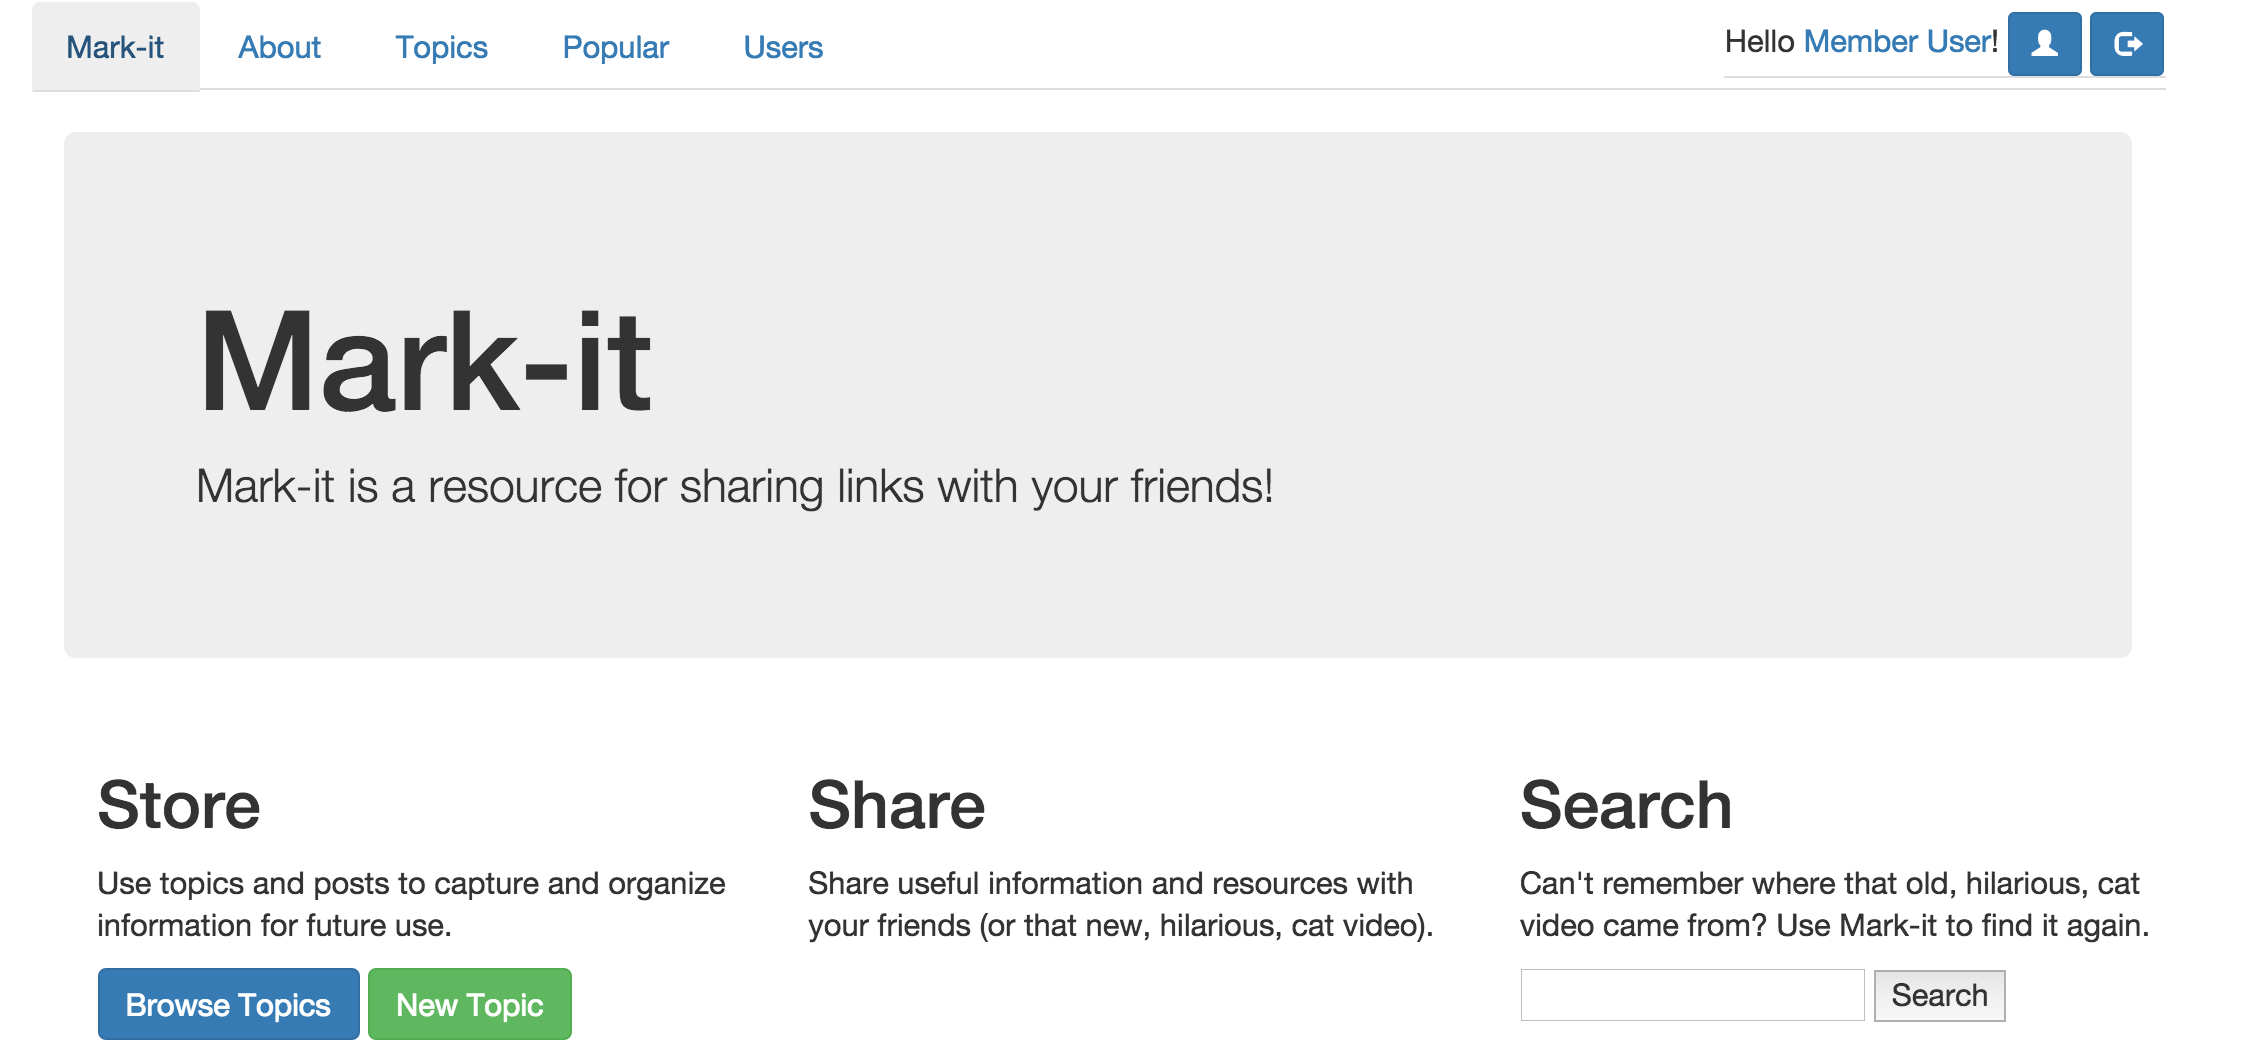 Mark-it About Topics Popular Users Hello Member User!
Mark-it
Mark-it is a resource for sharing links with your friends!
Store
Use topics and posts to capture and organize
information for future use.
Browse Topics New Topic
Share
Share useful information and resources with
your friends (or that new, hilarious, cat video).
Search
Can't remember where that old, hilarious, cat
video came from? Use Mark-it to find it again.
Search